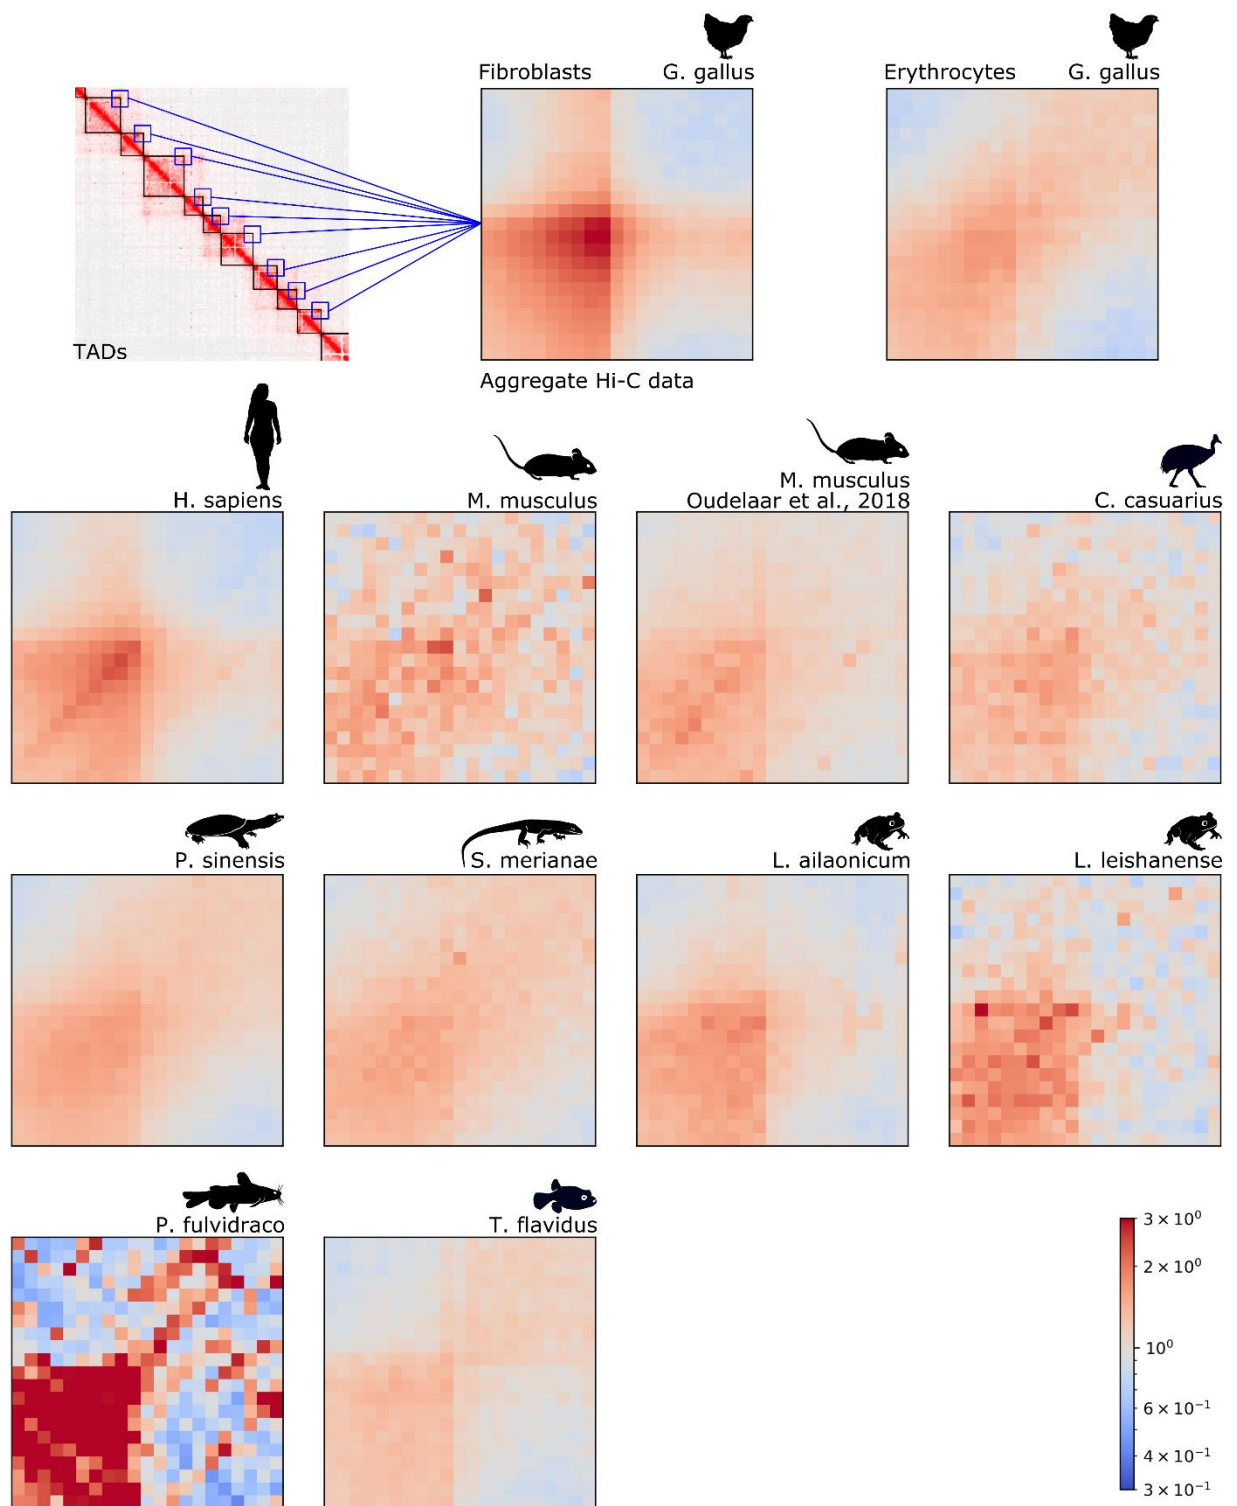 Fibroblasts G. gallus
Erythrocytes G. gallus
TADs
Aggregate Hi-C data
H. sapiens
M. musculus
M. musculus
Oudelaar et al., 2018
C. casuarius
P. sinensis
S. merianae
L. ailaonicum
L. leishanense
P. fulvidraco
T. flavidus
3 × 10⁰
2 × 10⁰
10⁰
6 × 10⁻¹
4 × 10⁻¹
3 × 10⁻¹